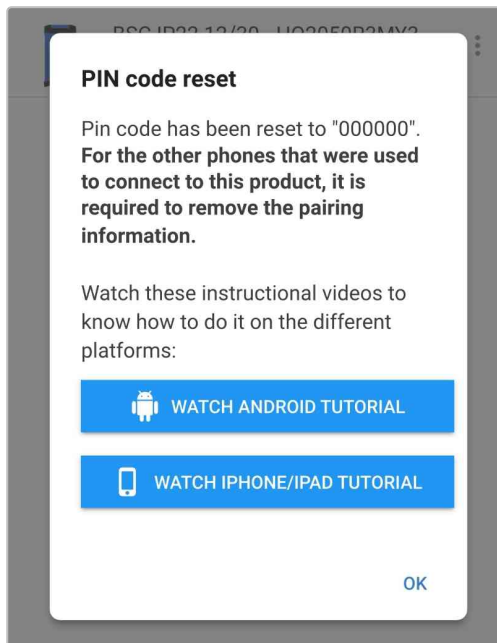 PIN code reset
Pin code has been reset to "000000".
For the other phones that were used
to connect to this product, it is
required to remove the pairing
information.
Watch these instructional videos to
know how to do it on the different
platforms:
WATCH ANDROID TUTORIAL
WATCH IPHONE/IPAD TUTORIAL
OK